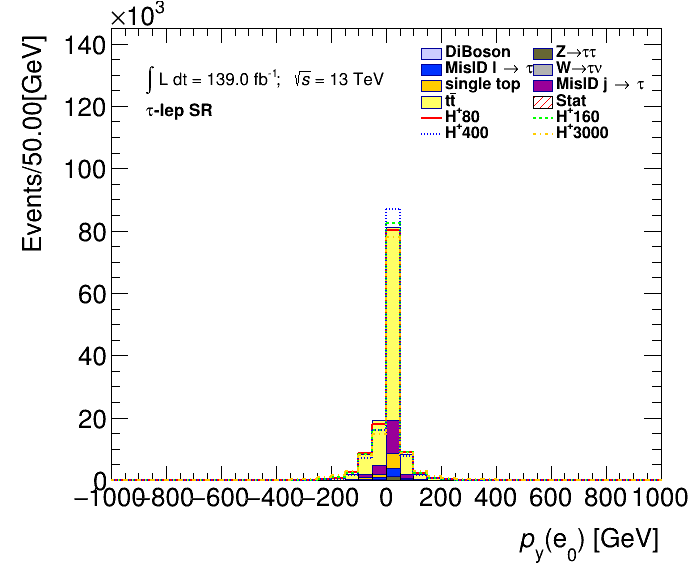 ×10³
Events/50.00[GeV]
140
120
100
80
60
40
20
0
∫ L dt = 139.0 fb⁻¹; √s = 13 TeV
τ-lep SR
DiBoson
Z→ττ
MisID l → τ
W→τν
single top
MisID j → τ
tt̄
Stat
H⁺80
H⁺160
H⁺400
H⁺3000
−1000 −800 −600 −400 −200 0 200 400 600 800 1000
p_y(e_0) [GeV]